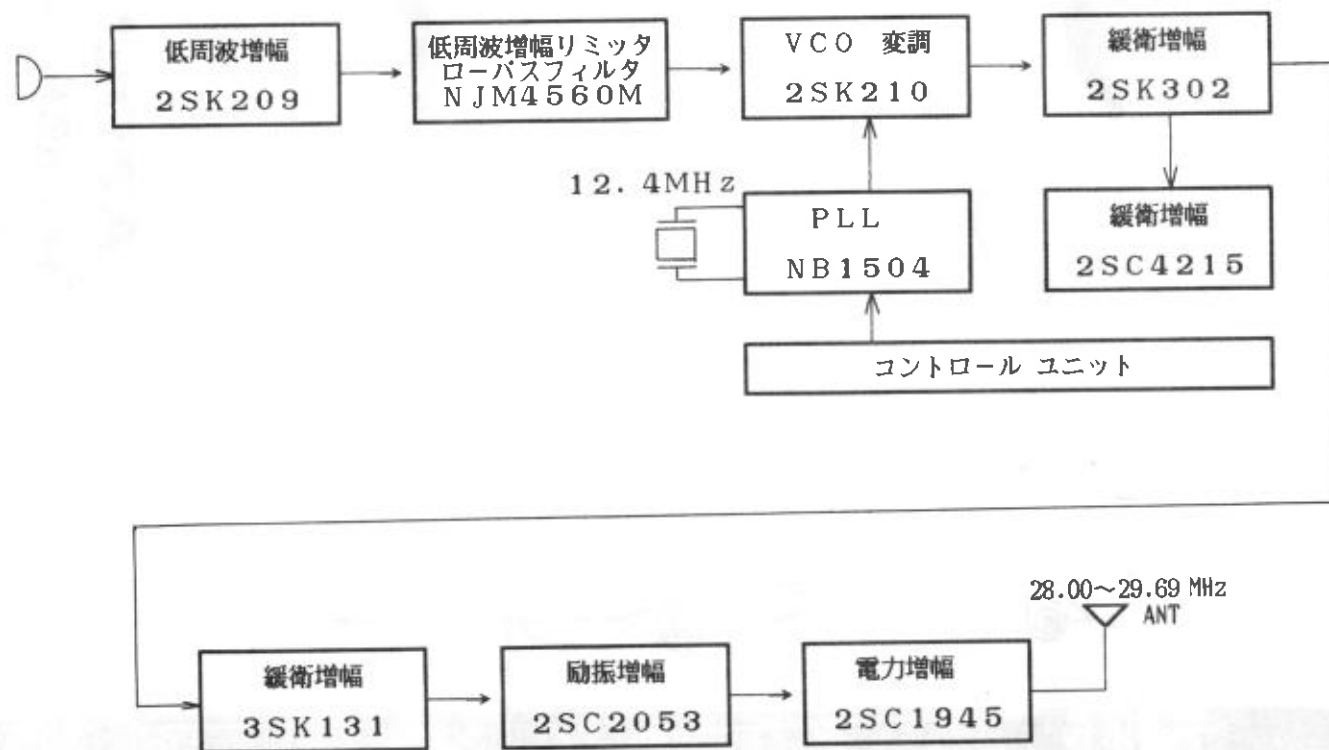 低周波増幅
2SK209
低周波増幅リミッタ
ローパスフィルタ
NJM4560M
VCO 変調
2SK210
緩衛増幅
2SK302
12.4MHz
PLL
NB1504
緩衛増幅
2SC4215
コントロール ユニット
28.00～29.69 MHz
ANT
緩衛増幅
3SK131
励振増幅
2SC2053
電力増幅
2SC1945